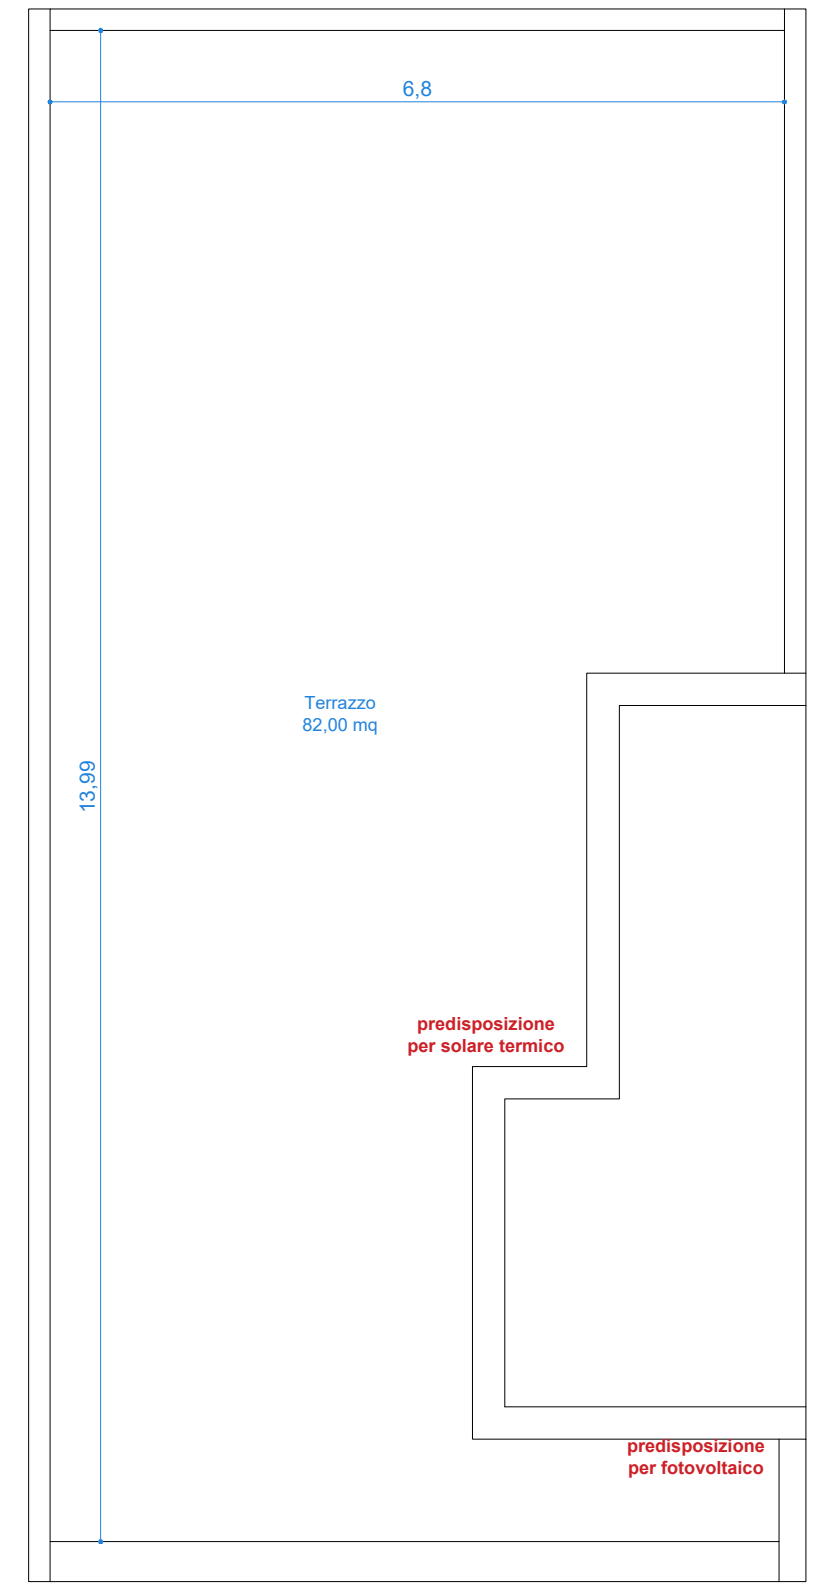 6,8
Terrazzo
82,00 mq
13,99
predisposizione
per solare termico
predisposizione
per fotovoltaico